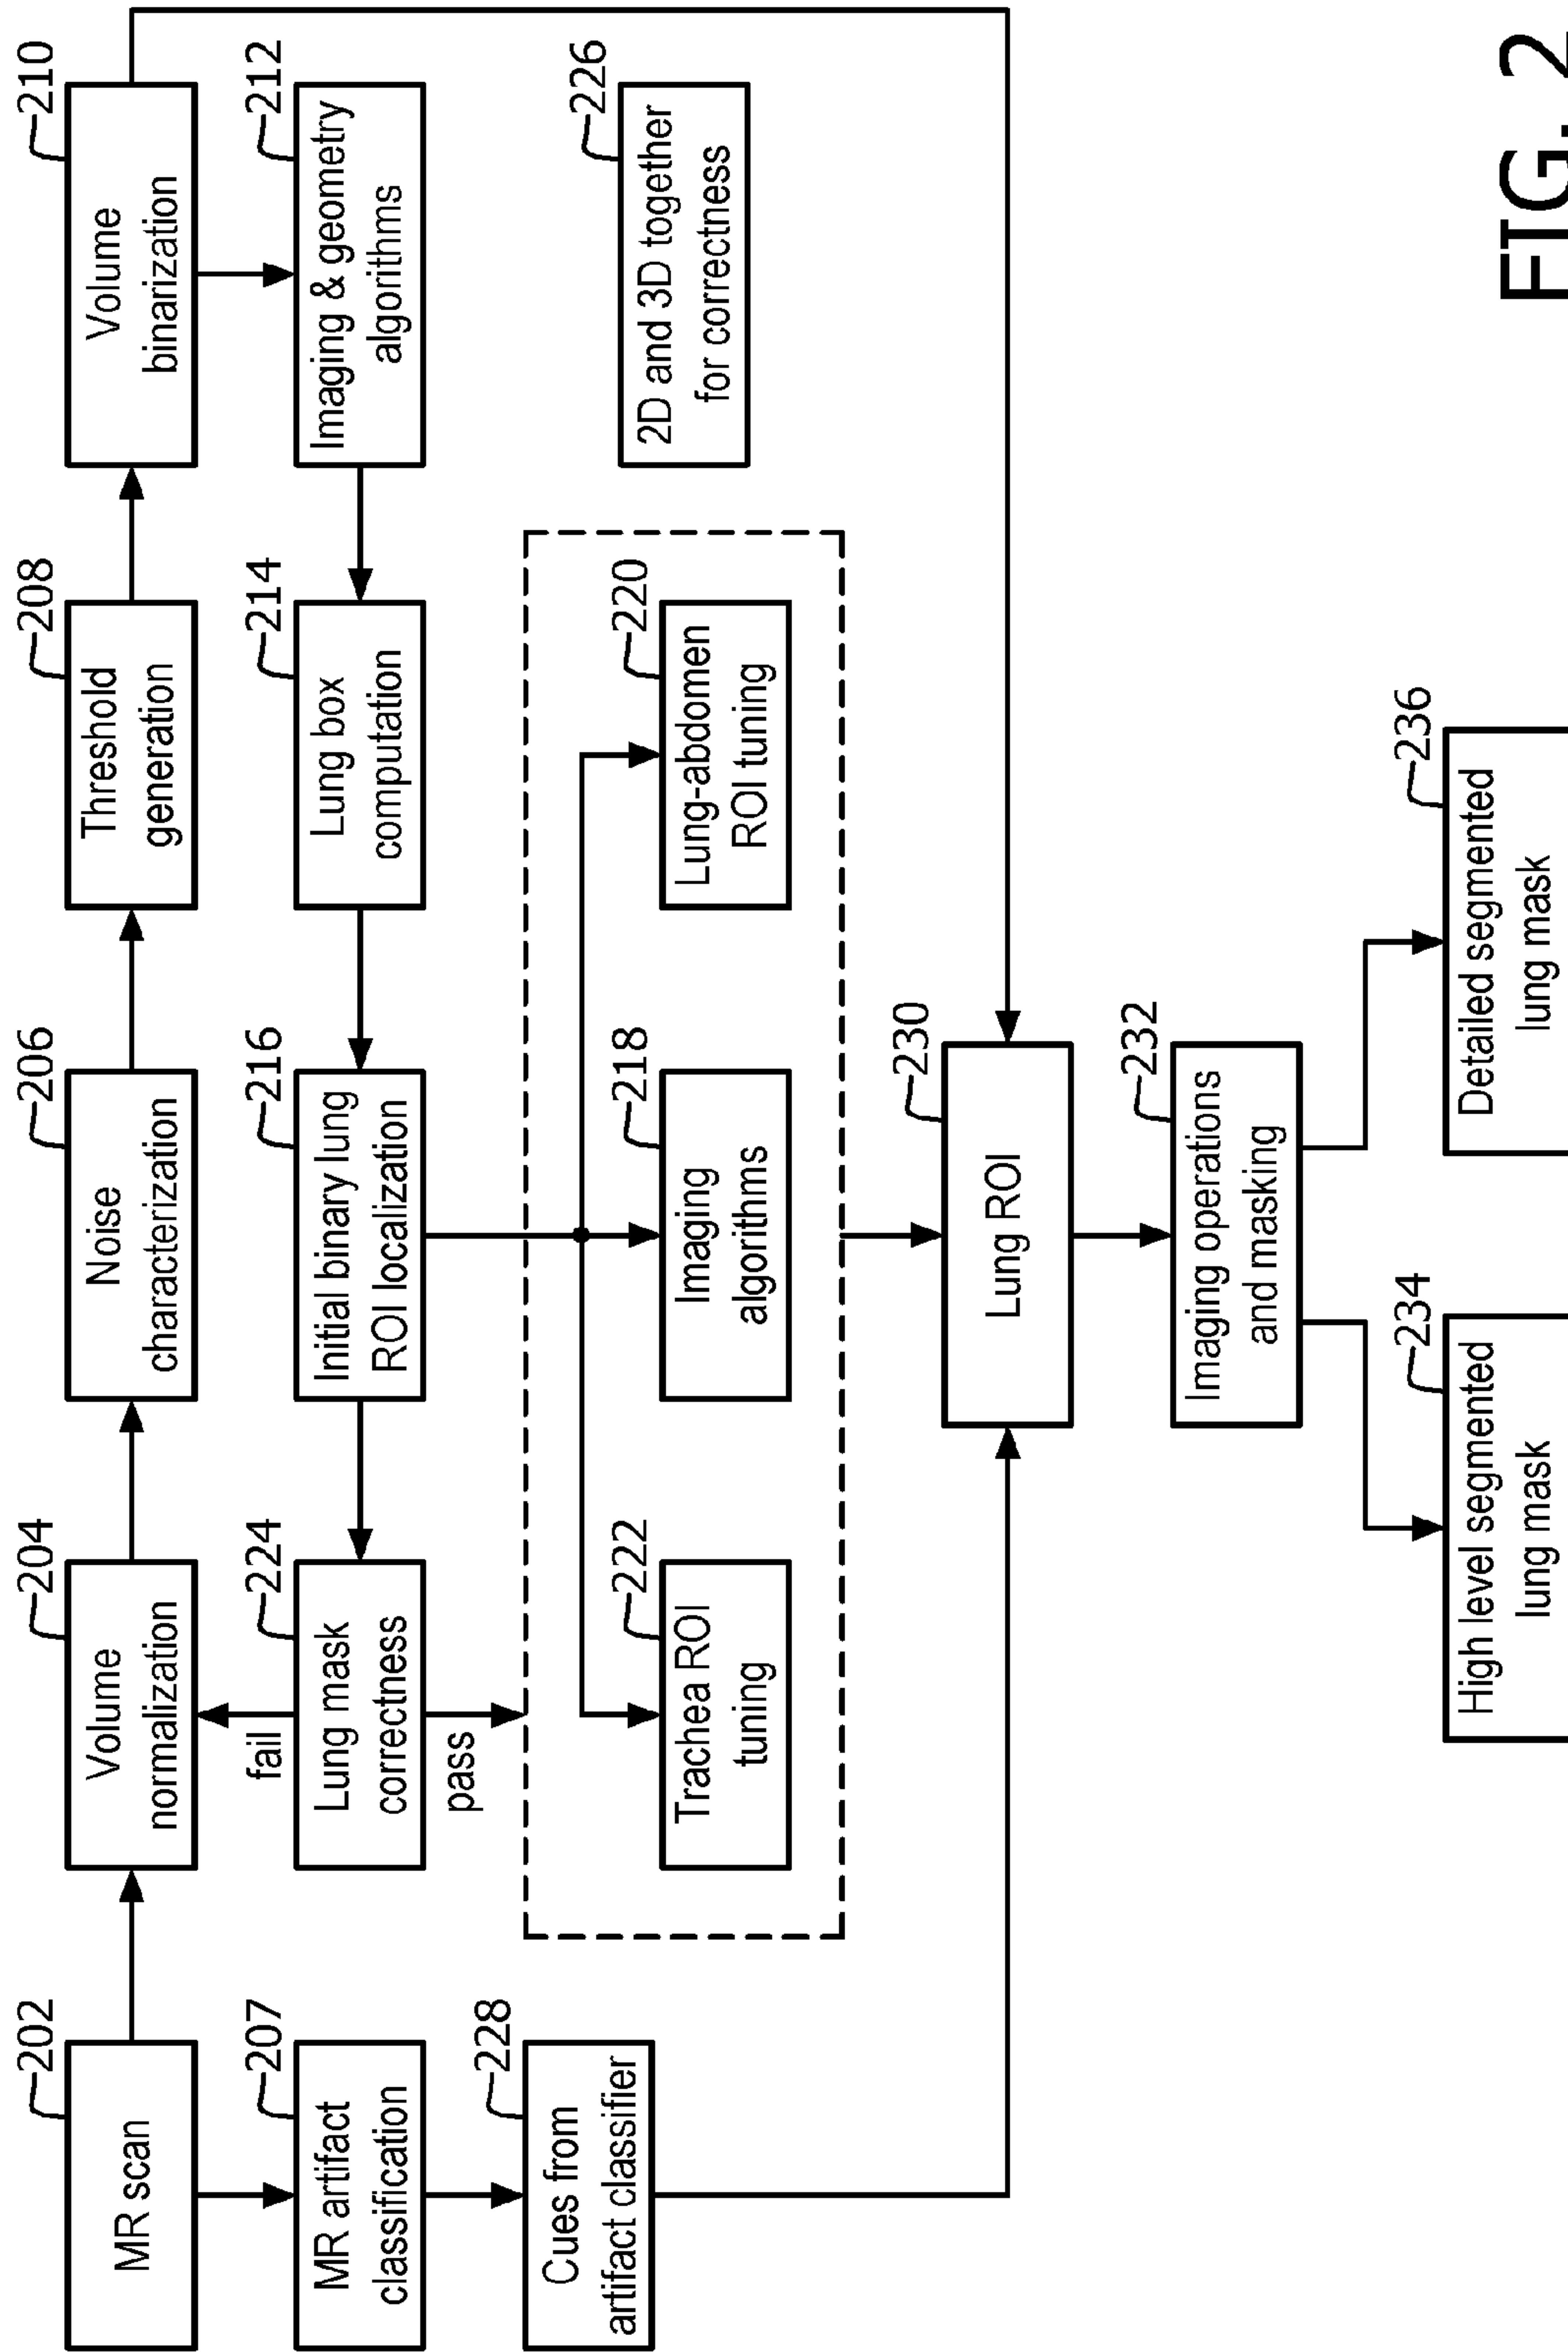 202
MR scan
204
Volume
normalization
206
Noise
characterization
208
Threshold
generation
210
Volume
binarization
207
MR artifact
classification
fail
224
Lung mask
correctness
pass
216
Initial binary lung
ROI localization
214
Lung box
computation
212
Imaging & geometry
algorithms
228
Cues from
artifact classifier
222
Trachea ROI
tuning
218
Imaging
algorithms
220
Lung-abdomen
ROI tuning
226
2D and 3D together
for correctness
230
Lung ROI
232
Imaging operations
and masking
234
High level segmented
lung mask
236
Detailed segmented
lung mask
FIG. 2